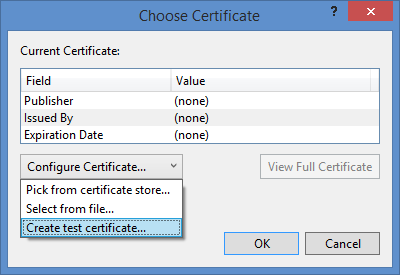 Choose Certificate
? ×
Current Certificate:
Field Value
Publisher (none)
Issued By (none)
Expiration Date (none)
Configure Certificate... View Full Certificate
Pick from certificate store...
Select from file...
Create test certificate...
OK Cancel